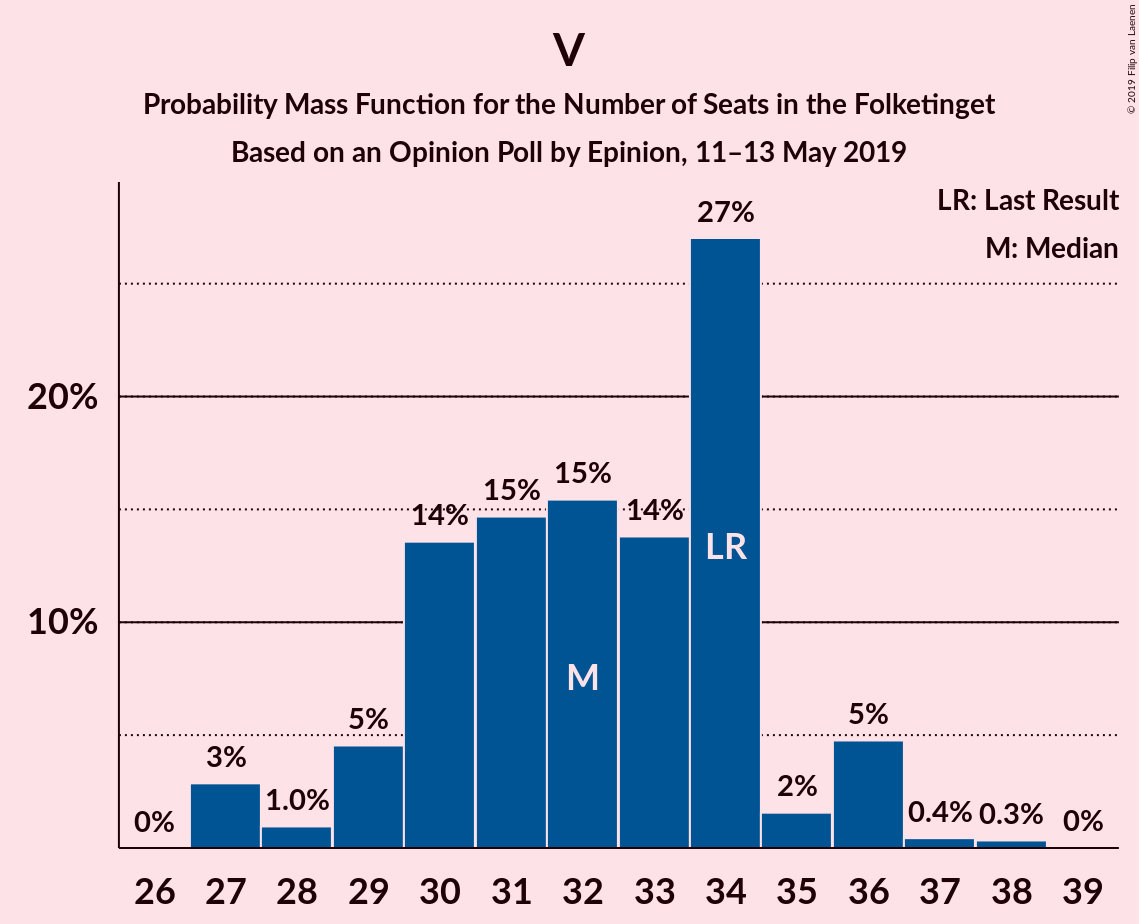 V
Probability Mass Function for the Number of Seats in the Folketinget
Based on an Opinion Poll by Epinion, 11–13 May 2019
© 2019 Filip van Laenen
LR: Last Result
M: Median
20%
10%
0%
3%
1.0%
5%
14%
15%
15%
14%
27%
2%
5%
0.4%
0.3%
0%
LR
M
26 27 28 29 30 31 32 33 34 35 36 37 38 39